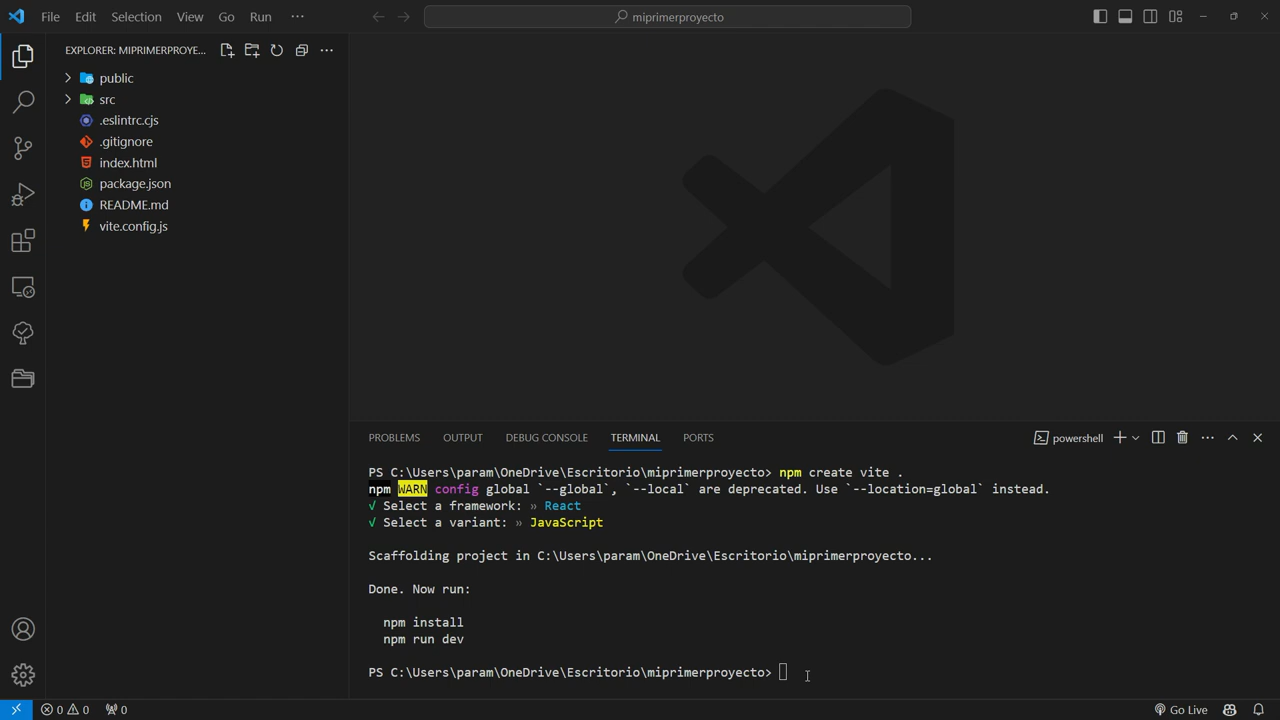 File Edit Selection View Go Run ···
miprimerproyecto
EXPLORER: MIPRIMERPROYE...
public
src
.eslintrc.cjs
.gitignore
index.html
package.json
README.md
vite.config.js
PROBLEMS OUTPUT DEBUG CONSOLE TERMINAL PORTS
powershell
PS C:\Users\param\OneDrive\Escritorio\miprimerproyecto> npm create vite .
npm WARN config global `--global`, `--local` are deprecated. Use `--location=global` instead.
√ Select a framework: » React
√ Select a variant: » JavaScript
Scaffolding project in C:\Users\param\OneDrive\Escritorio\miprimerproyecto...
Done. Now run:
npm install
npm run dev
PS C:\Users\param\OneDrive\Escritorio\miprimerproyecto>
0 0 0 Go Live